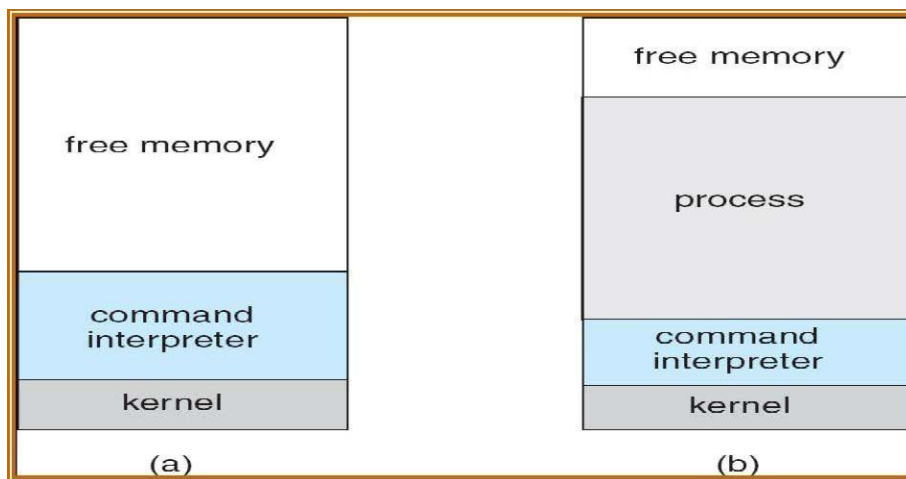 free memory
command
interpreter
kernel
(a)
free memory
process
command
interpreter
kernel
(b)